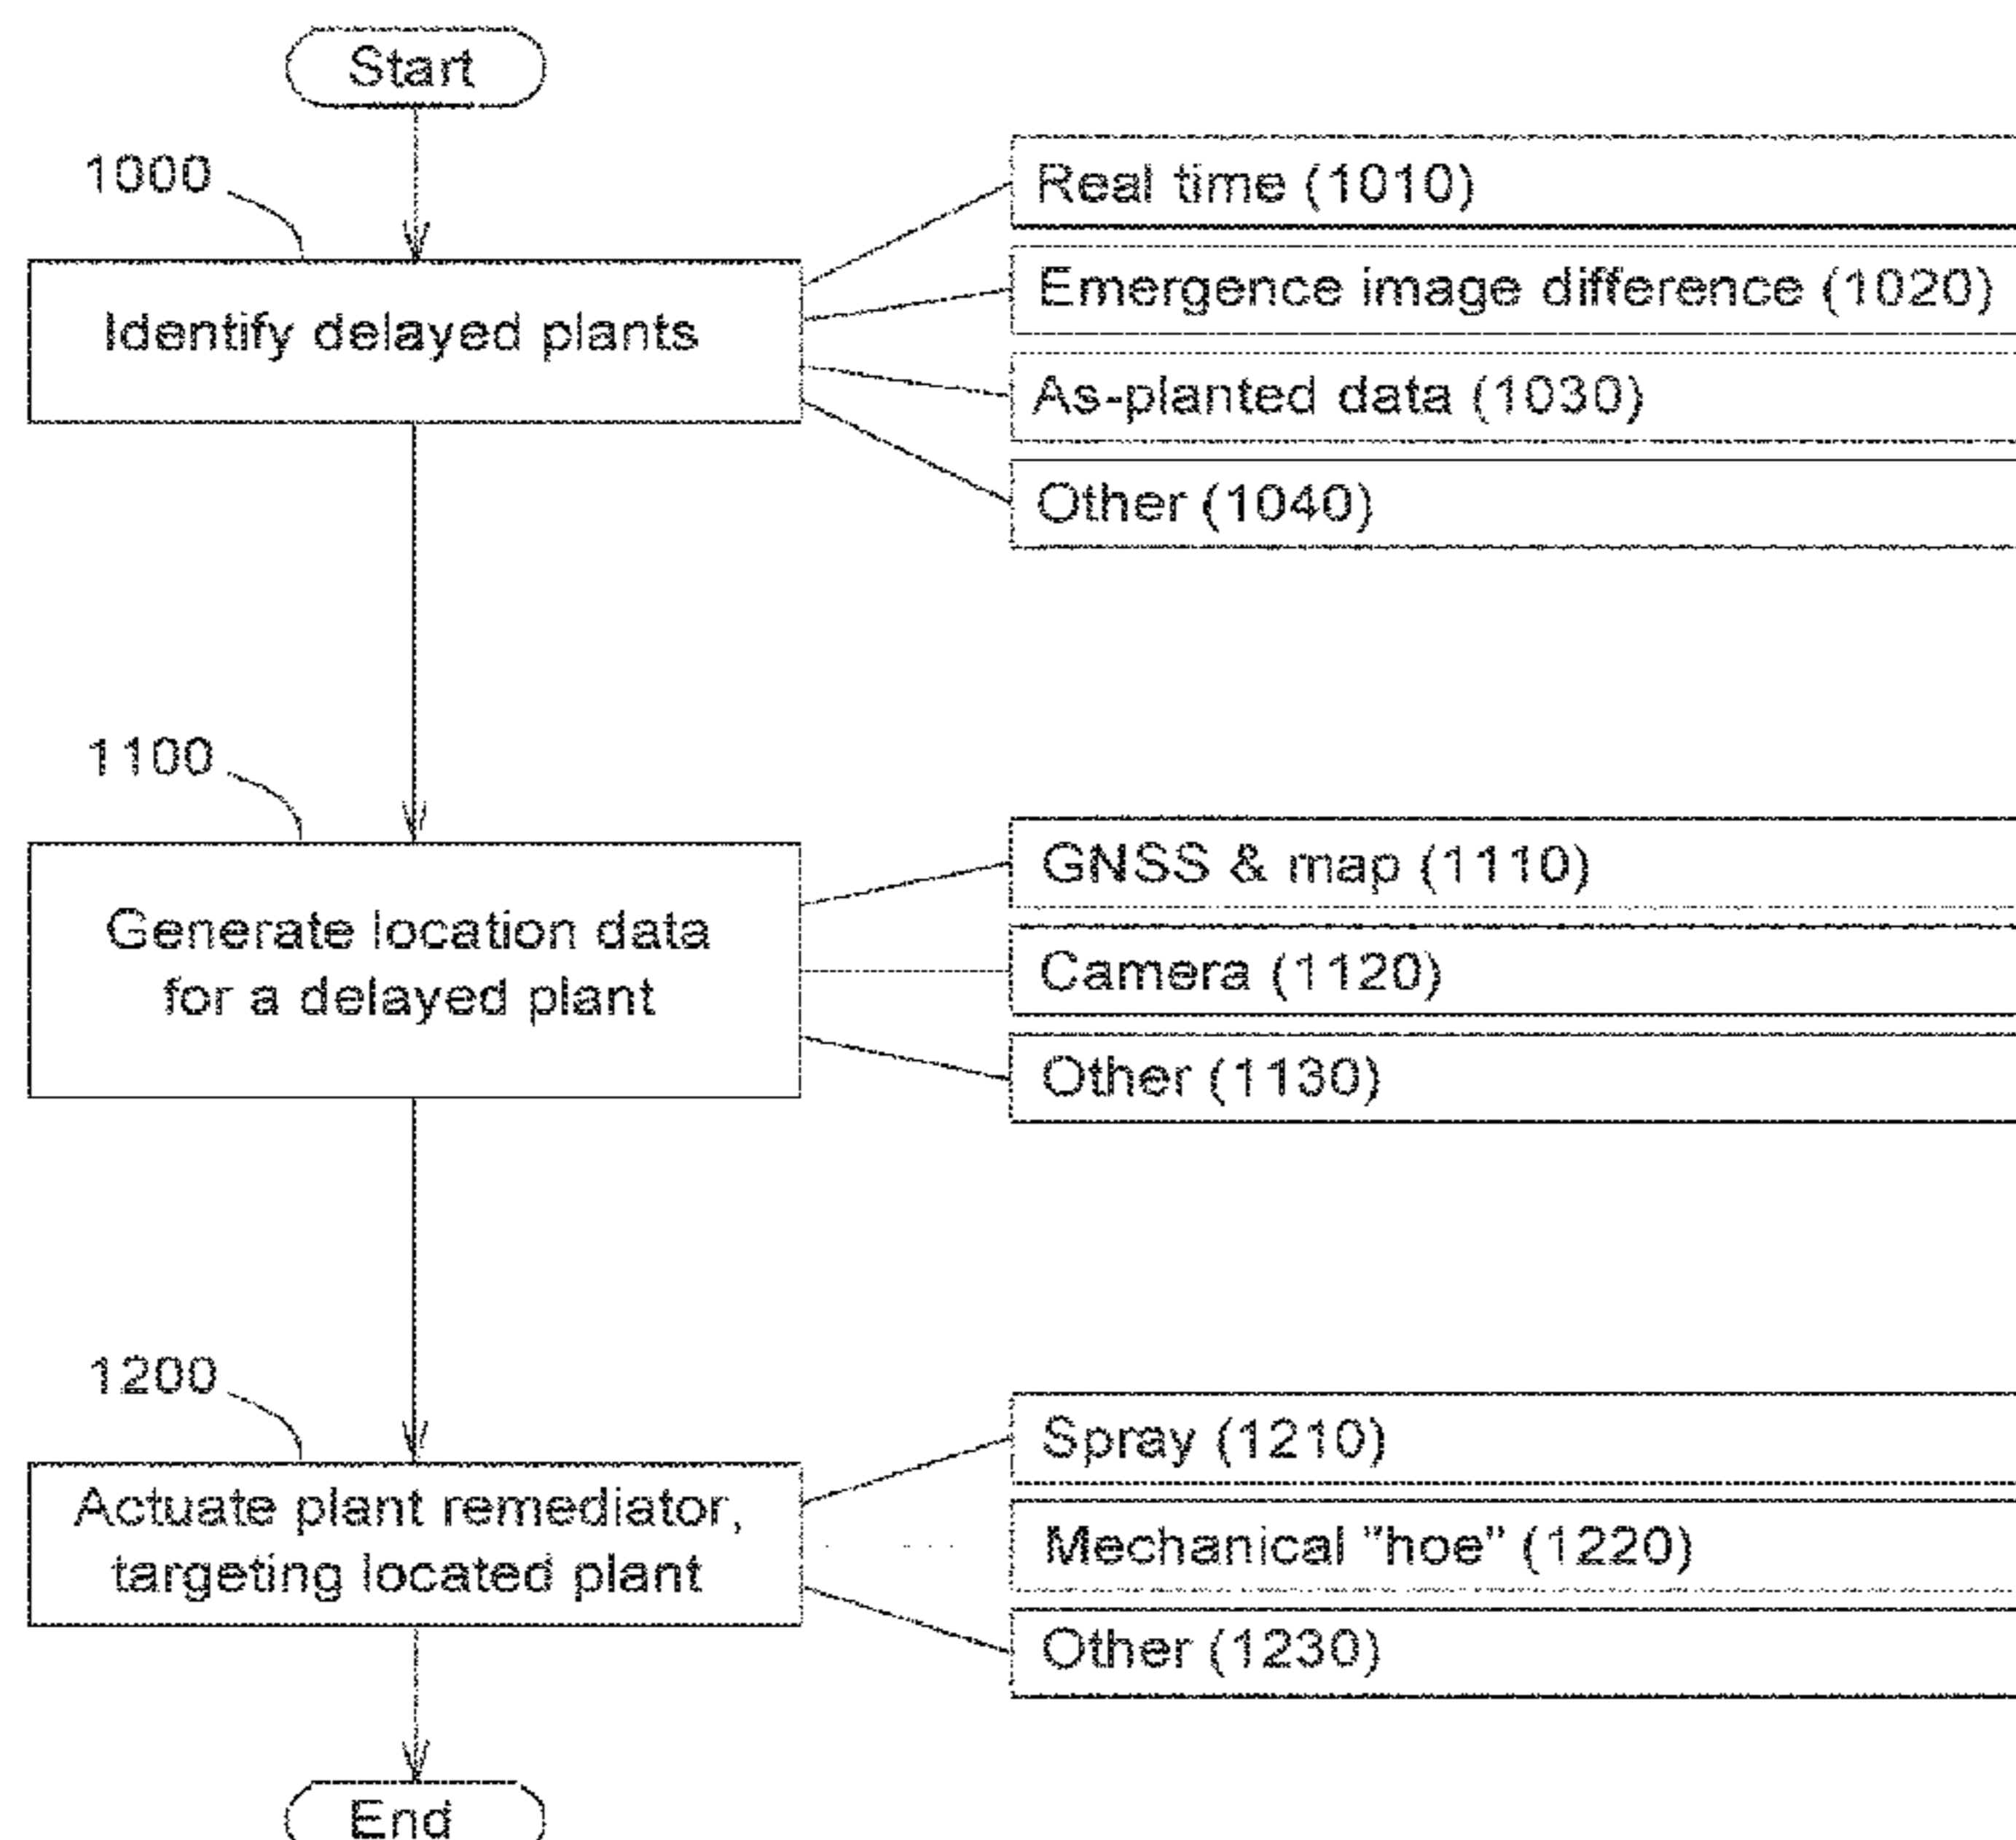 Start
1000
Identify delayed plants
Real time (1010)
Emergence image difference (1020)
As-planted data (1030)
Other (1040)
1100
Generate location data
for a delayed plant
GNSS & map (1110)
Camera (1120)
Other (1130)
1200
Actuate plant remediator,
targeting located plant
Spray (1210)
Mechanical "hoe" (1220)
Other (1230)
End